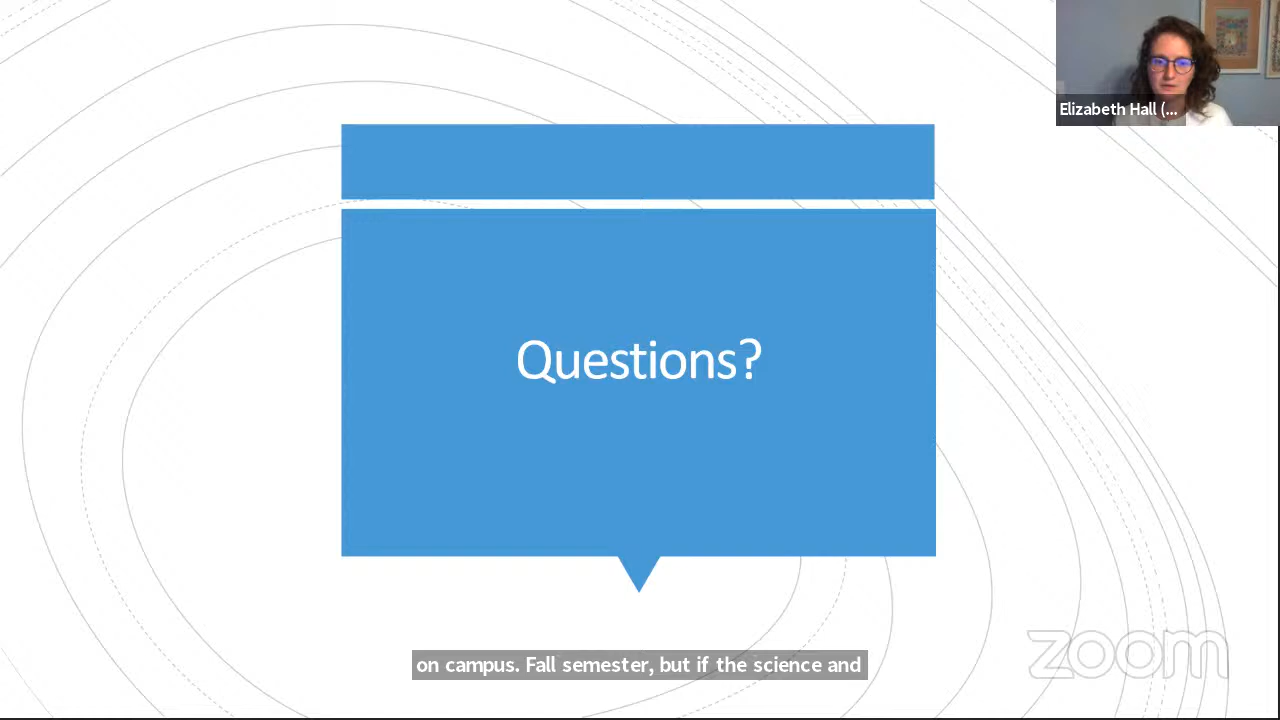 Elizabeth Hall (...
Questions?
on campus. Fall semester, but if the science and
zoom